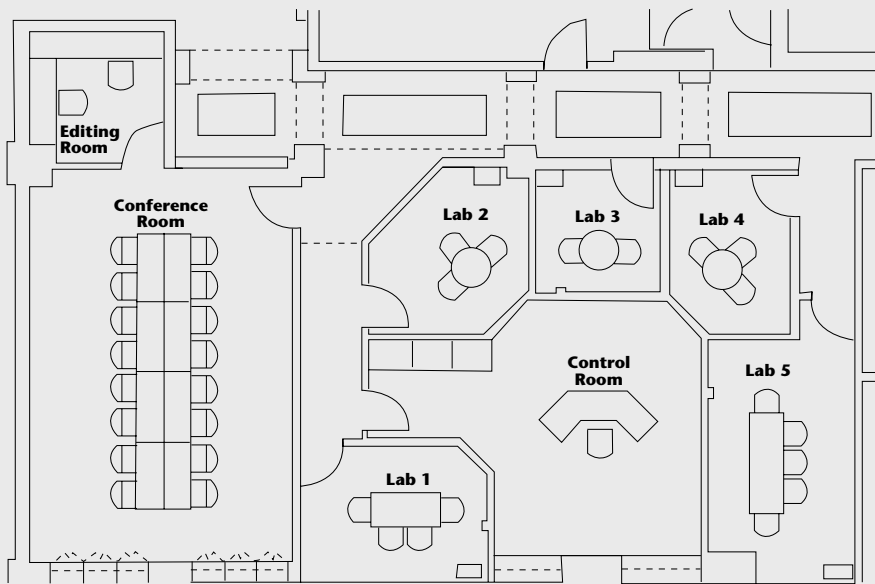 Editing
Room
Conference
Room
Lab 2
Lab 3
Lab 4
Control
Room
Lab 5
Lab 1